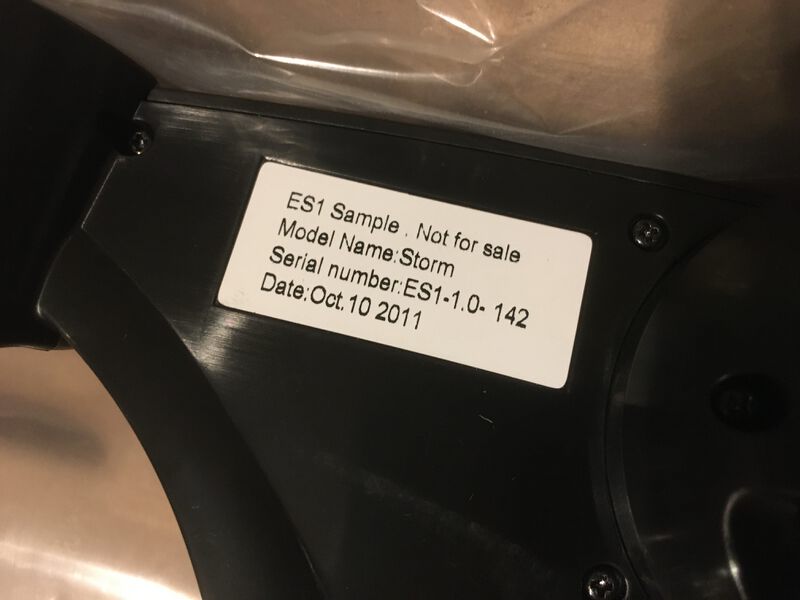 ES1 Sample . Not for sale
Model Name:Storm
Serial number:ES1-1.0- 142
Date:Oct.10 2011